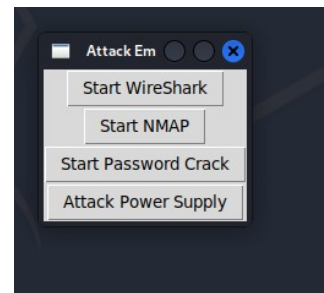 Attack Em
Start WireShark
Start NMAP
Start Password Crack
Attack Power Supply